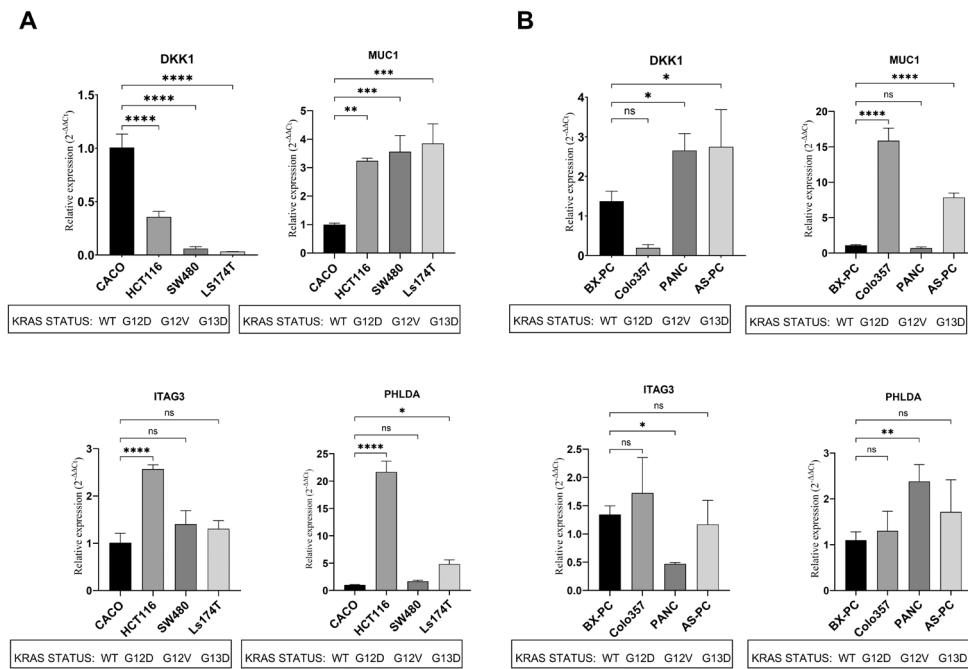 A
B
DKK1
Relative expression (2^-ΔΔCt)
1.5
1.0
0.5
0.0
****
****
****
CACO
HCT116
SW480
Ls174T
KRAS STATUS: WT G12D G12V G13D
MUC1
Relative expression (2^-ΔΔCt)
5
4
3
2
1
0
***
***
**
CACO
HCT116
SW480
Ls174T
KRAS STATUS: WT G12D G12V G13D
DKK1
Relative expression (2^-ΔΔCt)
4
3
2
1
0
*
*
ns
BX-PC
Colo357
PANC
AS-PC
KRAS STATUS: WT G12D G12V G13D
MUC1
Relative expression (2^-ΔΔCt)
20
15
10
5
0
****
ns
****
BX-PC
Colo357
PANC
AS-PC
KRAS STATUS: WT G12D G12V G13D
ITAG3
Relative expression (2^-ΔΔCt)
3
2
1
0
ns
ns
****
CACO
HCT116
SW480
Ls174T
KRAS STATUS: WT G12D G12V G13D
PHLDA
Relative expression (2^-ΔΔCt)
25
20
15
10
5
0
*
ns
****
CACO
HCT116
SW480
Ls174T
KRAS STATUS: WT G12D G12V G13D
ITAG3
Relative expression (2^-ΔΔCt)
2.5
2.0
1.5
1.0
0.5
0.0
ns
*
ns
BX-PC
Colo357
PANC
AS-PC
KRAS STATUS: WT G12D G12V G13D
PHLDA
Relative expression (2^-ΔΔCt)
3
2
1
0
ns
**
ns
BX-PC
Colo357
PANC
AS-PC
KRAS STATUS: WT G12D G12V G13D